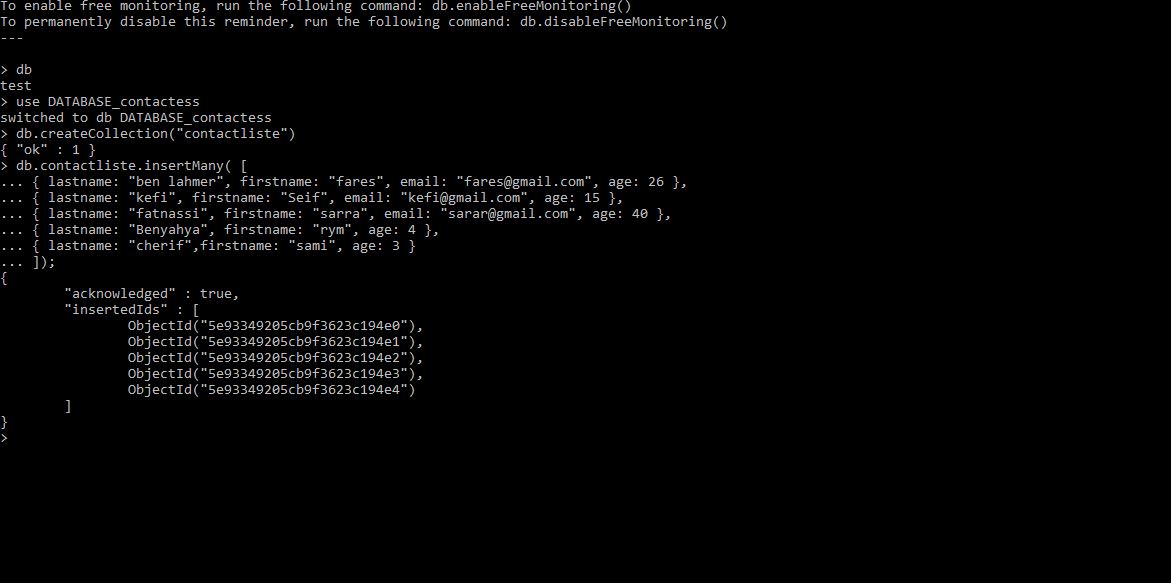 To enable free monitoring, run the following command: db.enableFreeMonitoring()
To permanently disable this reminder, run the following command: db.disableFreeMonitoring()
---
> db
test
> use DATABASE_contactess
switched to db DATABASE_contactess
> db.createCollection("contactliste")
{ "ok" : 1 }
> db.contactliste.insertMany( [
... { lastname: "ben lahmer", firstname: "fares", email: "fares@gmail.com", age: 26 },
... { lastname: "kefi", firstname: "Seif", email: "kefi@gmail.com", age: 15 },
... { lastname: "fatnassi", firstname: "sarra", email: "sarar@gmail.com", age: 40 },
... { lastname: "Benyahya", firstname: "rym", age: 4 },
... { lastname: "cherif",firstname: "sami", age: 3 }
... ]);
{
        "acknowledged" : true,
        "insertedIds" : [
                ObjectId("5e93349205cb9f3623c194e0"),
                ObjectId("5e93349205cb9f3623c194e1"),
                ObjectId("5e93349205cb9f3623c194e2"),
                ObjectId("5e93349205cb9f3623c194e3"),
                ObjectId("5e93349205cb9f3623c194e4")
        ]
}
>